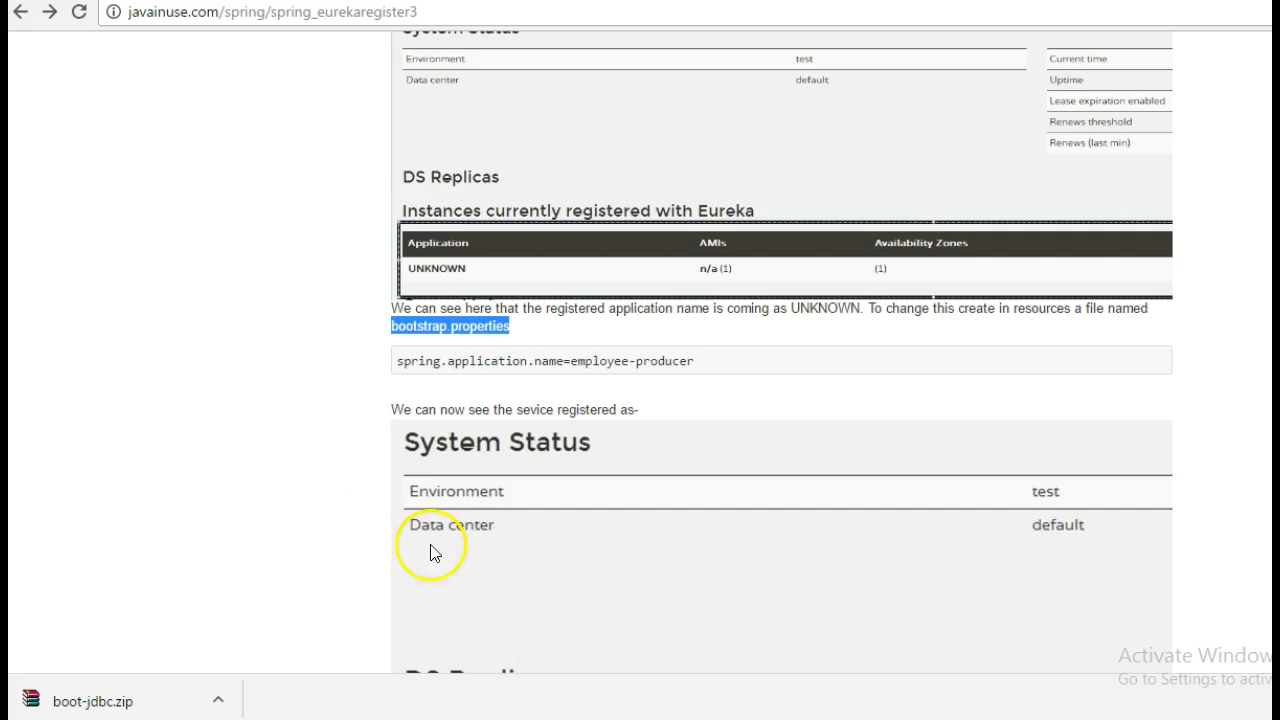 javainuse.com/spring/spring_eurekaregister3
System Status
Environment test Current time
Data center default Uptime
Lease expiration enabled
Renews threshold
Renews (last min)
DS Replicas
Instances currently registered with Eureka
Application AMIs Availability Zones
UNKNOWN n/a (1) (1)
We can see here that the registered application name is coming as UNKNOWN. To change this create in resources a file named
bootstrap.properties
spring.application.name=employee-producer
We can now see the sevice registered as-
System Status
Environment test
Data center default
Activate Window
Go to Settings to activ
boot-jdbc.zip